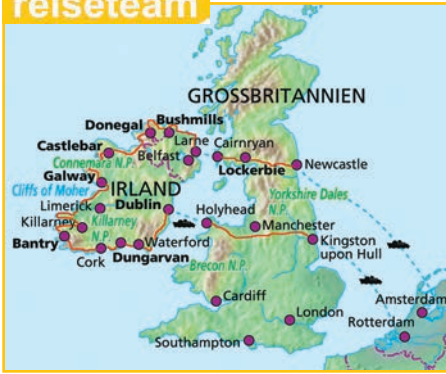 reiseteam
GROSSBRITANNIEN
Donegal
Bushmills
Larne
Cairnryan
Castlebar
Connemara N.P.
Belfast
Lockerbie
Newcastle
Galway
Cliffs of Moher
IRLAND
Yorkshire Dales
N.P.
Limerick
Dublin
Holyhead
Killarney
Killarney
N.P.
Manchester
Bantry
Waterford
Kingston
upon Hull
Cork
Dungarvan
Brecon N.P.
Cardiff
London
Amsterdam
Rotterdam
Southampton